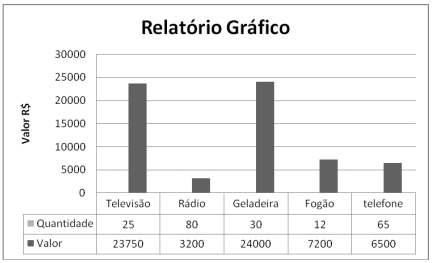 Relatório Gráfico
Valor R$
30000
25000
20000
15000
10000
5000
0
Televisão Rádio Geladeira Fogão telefone
Quantidade 25 80 30 12 65
Valor 23750 3200 24000 7200 6500